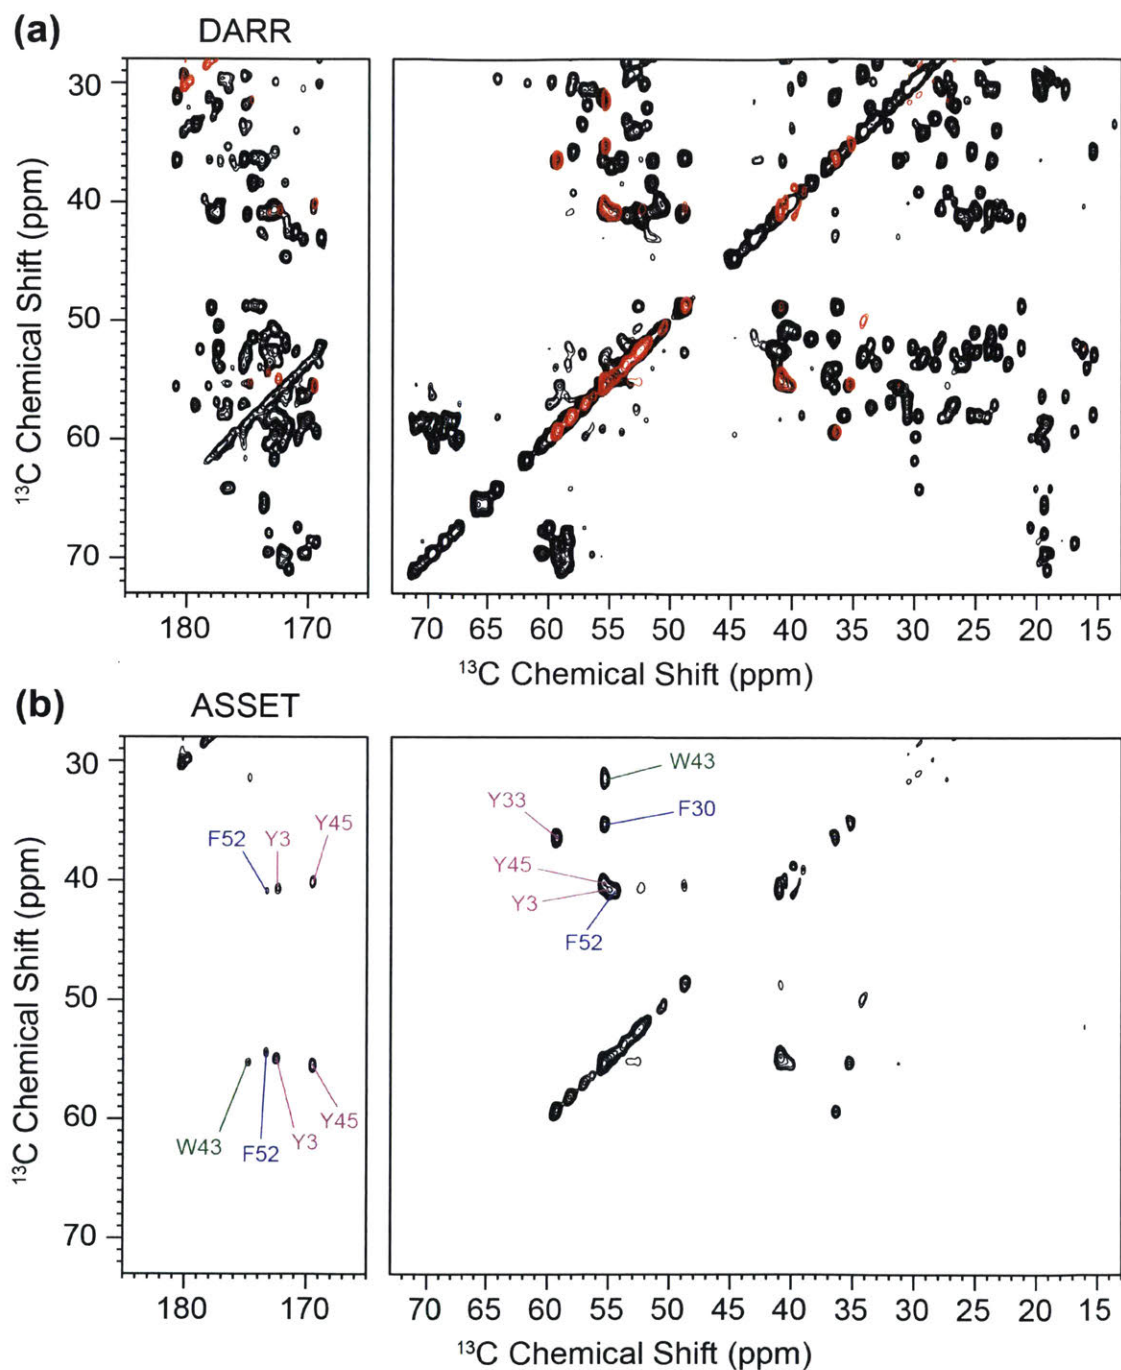 (a) DARR
30
40
50
60
70
¹³C Chemical Shift (ppm)
180 170 70 65 60 55 50 45 40 35 30 25 20 15
¹³C Chemical Shift (ppm)
(b) ASSET
30
40
50
60
70
¹³C Chemical Shift (ppm)
F52 Y3 Y45
W43 F52 Y3 Y45
W43
Y33
F30
Y45
Y3
F52
180 170 70 65 60 55 50 45 40 35 30 25 20 15
¹³C Chemical Shift (ppm)